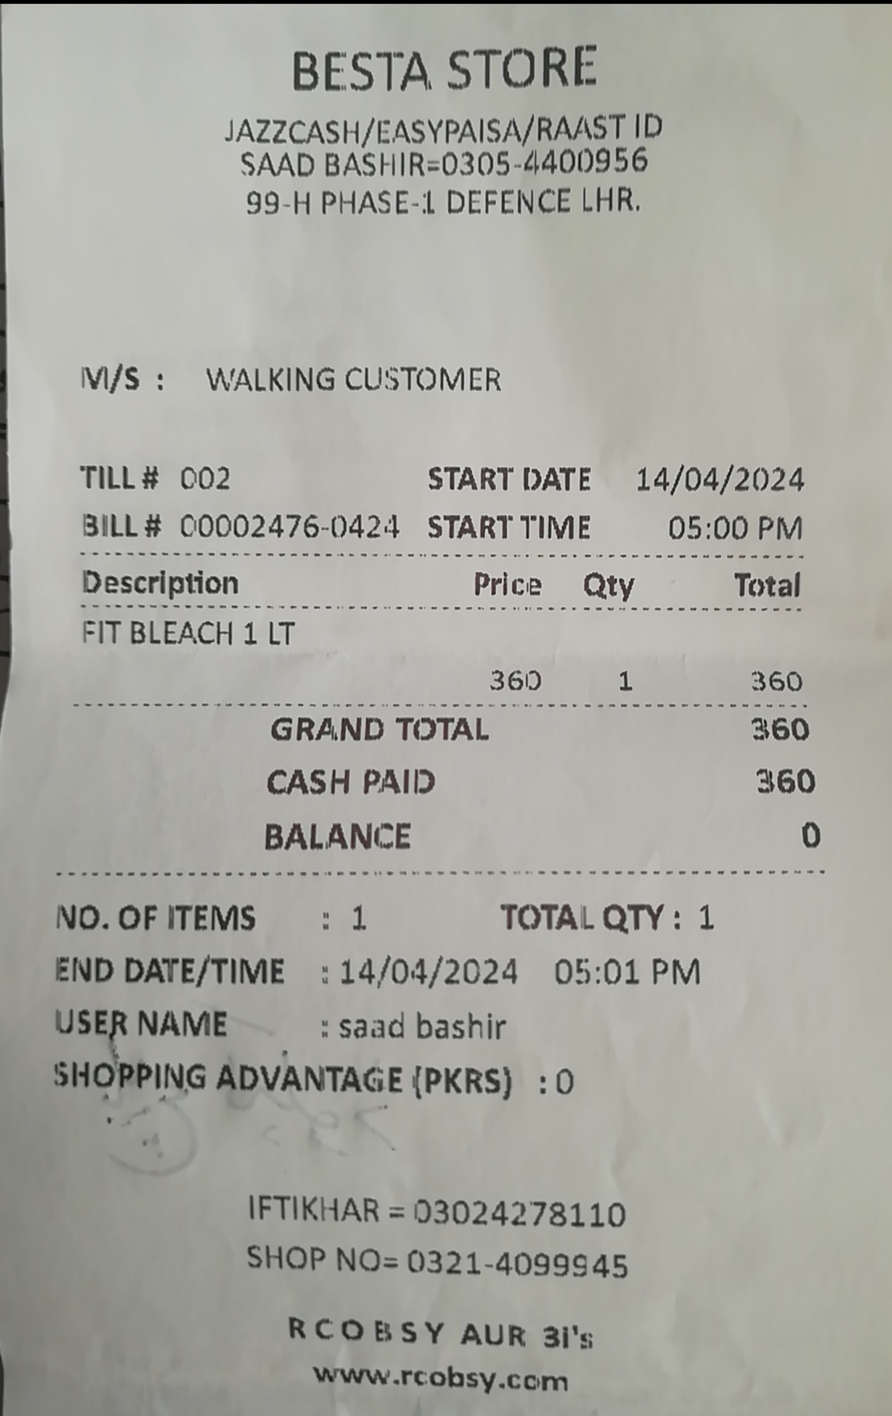 BESTA STORE
JAZZCASH/EASYPAISA/RAAST ID
SAAD BASHIR=0305-4400956
99-H PHASE-1 DEFENCE LHR.
M/S : WALKING CUSTOMER
TILL # 002 START DATE 14/04/2024
BILL # 00002476-0424 START TIME 05:00 PM
Description Price Qty Total
FIT BLEACH 1 LT
360 1 360
GRAND TOTAL 360
CASH PAID 360
BALANCE 0
NO. OF ITEMS : 1 TOTAL QTY : 1
END DATE/TIME : 14/04/2024 05:01 PM
USER NAME : saad bashir
SHOPPING ADVANTAGE (PKRS) : 0
IFTIKHAR = 03024278110
SHOP NO= 0321-4099945
RCOBSY AUR 3i's
www.rcobsy.com